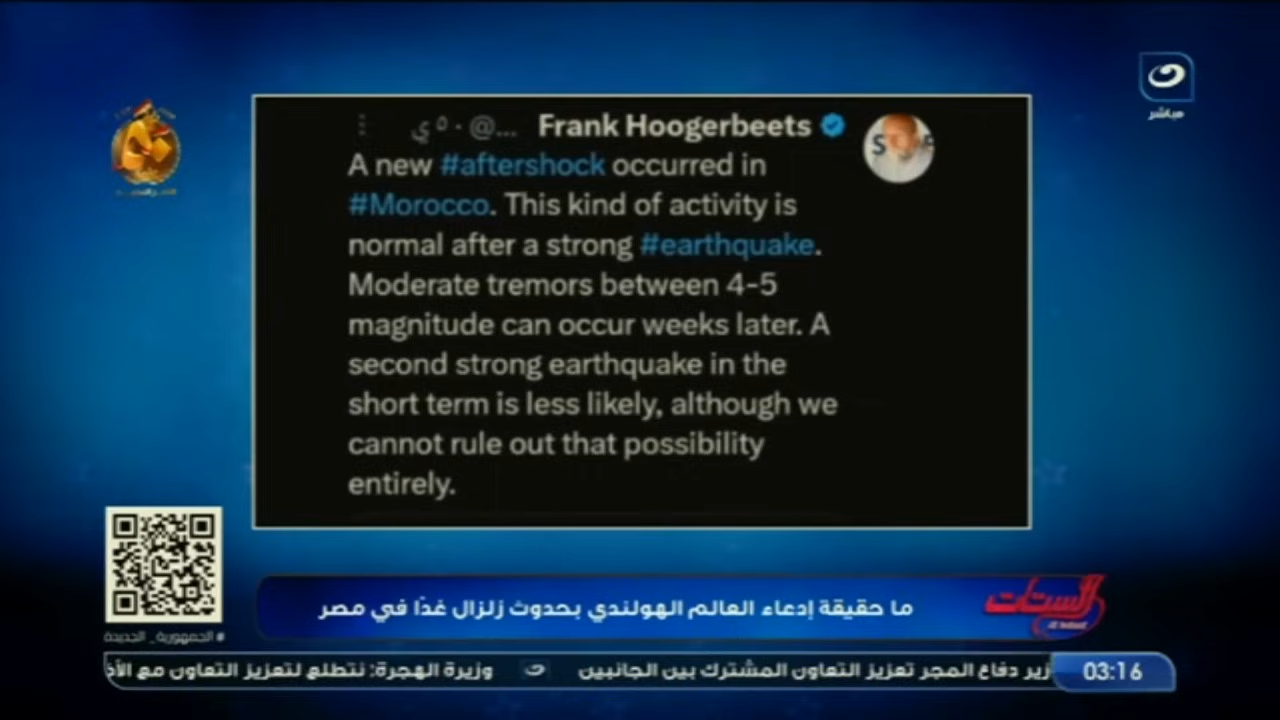 مباشر
Frank Hoogerbeets @... · ٥ ي
A new #aftershock occurred in
#Morocco. This kind of activity is
normal after a strong #earthquake.
Moderate tremors between 4-5
magnitude can occur weeks later. A
second strong earthquake in the
short term is less likely, although we
cannot rule out that possibility
entirely.
#الجمهورية_الجديدة
الستات
ما حقيقة إدعاء العالم الهولندي بحدوث زلزال غدًا في مصر
03:16
زير دفاع المجر تعزيز التعاون المشترك بين الجانبين
وزيرة الهجرة: نتطلع لتعزيز التعاون مع الأ